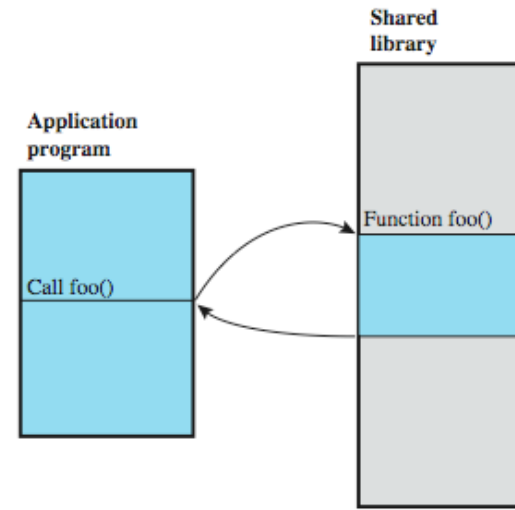 Shared
library
Application
program
Function foo()
Call foo()